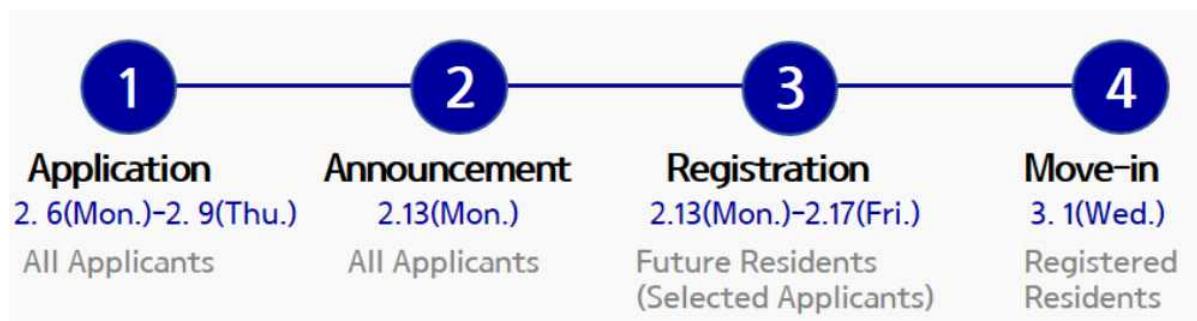 1 2 3 4
Application Announcement Registration Move-in
2. 6(Mon.)-2. 9(Thu.) 2.13(Mon.) 2.13(Mon.)-2.17(Fri.) 3. 1(Wed.)
All Applicants All Applicants Future Residents Registered
(Selected Applicants) Residents